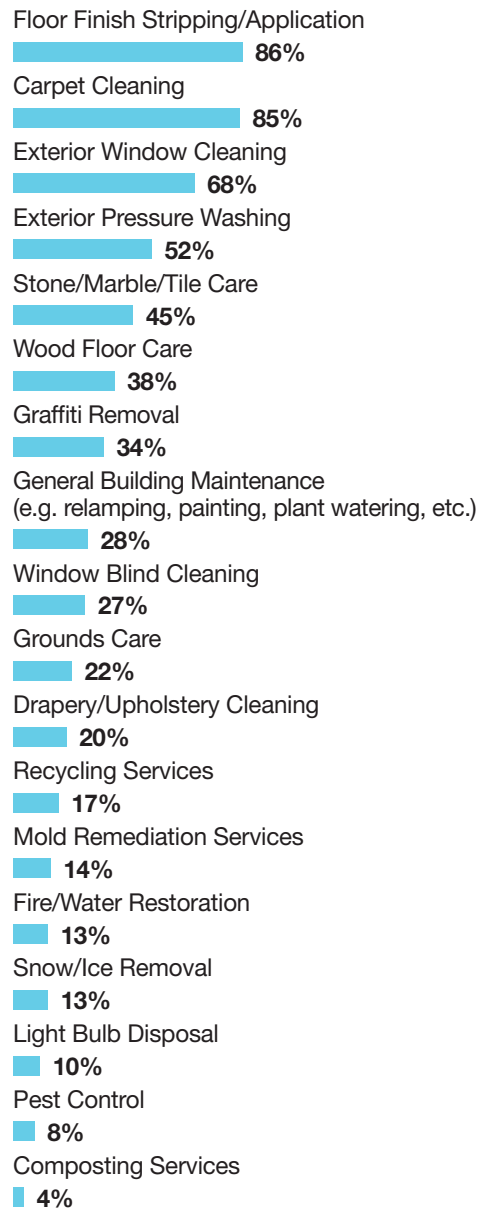 Floor Finish Stripping/Application
86%
Carpet Cleaning
85%
Exterior Window Cleaning
68%
Exterior Pressure Washing
52%
Stone/Marble/Tile Care
45%
Wood Floor Care
38%
Graffiti Removal
34%
General Building Maintenance
(e.g. relamping, painting, plant watering, etc.)
28%
Window Blind Cleaning
27%
Grounds Care
22%
Drapery/Upholstery Cleaning
20%
Recycling Services
17%
Mold Remediation Services
14%
Fire/Water Restoration
13%
Snow/Ice Removal
13%
Light Bulb Disposal
10%
Pest Control
8%
Composting Services
4%